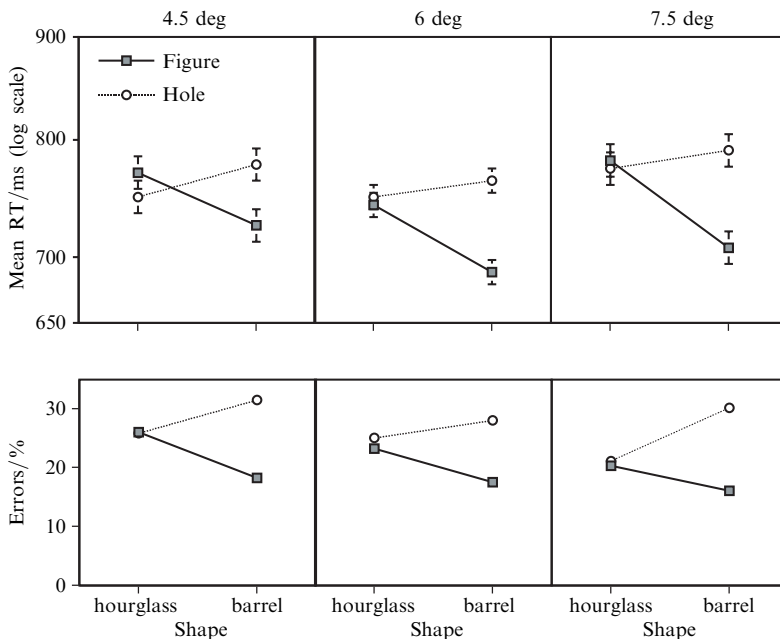 4.5 deg 6 deg 7.5 deg
900
800
700
650
Mean RT/ms (log scale)
Figure
Hole
30
20
10
0
Errors/%
hourglass barrel hourglass barrel hourglass barrel
Shape Shape Shape